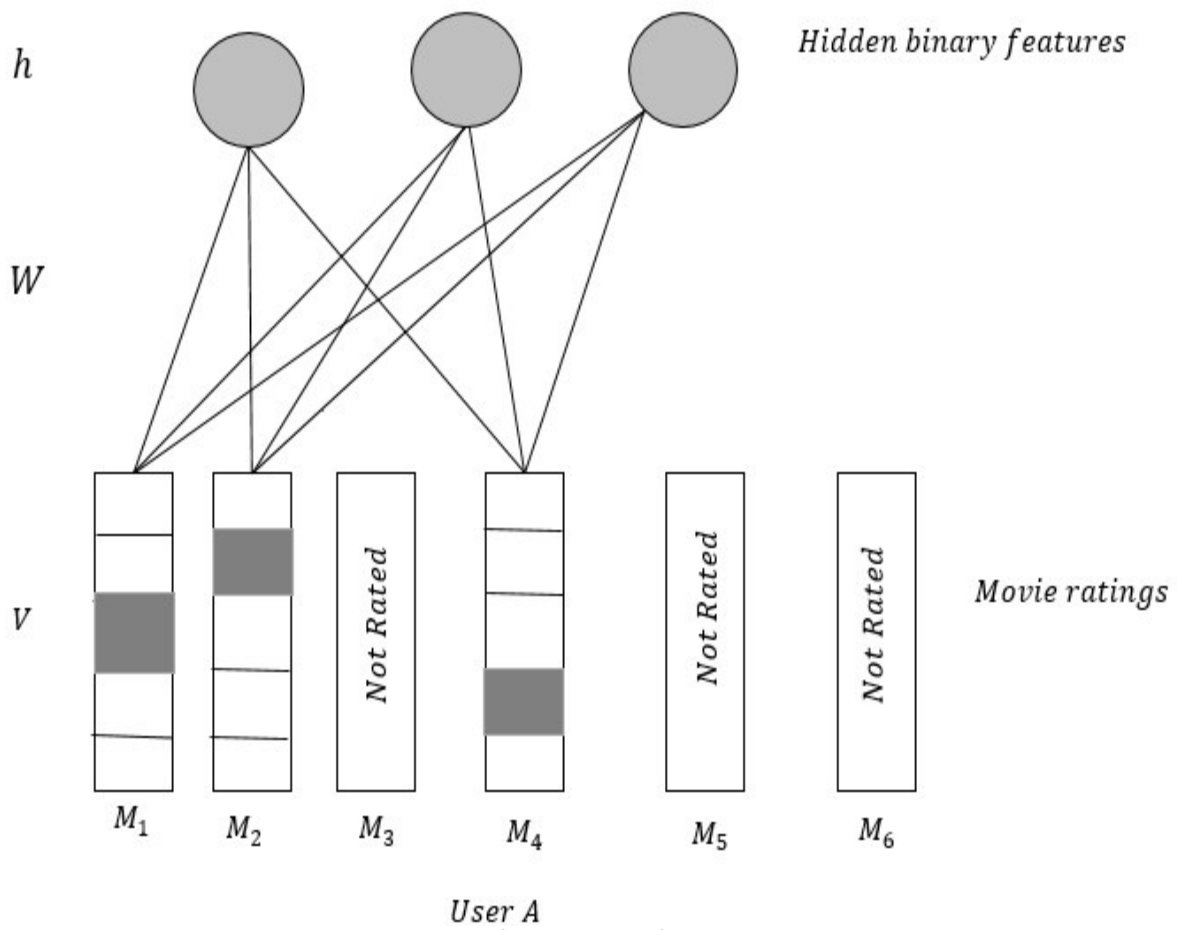 h
Hidden binary features
W
V
Not Rated
Not Rated
Not Rated
Movie ratings
M₁
M₂
M₃
M₄
M₅
M₆
User A